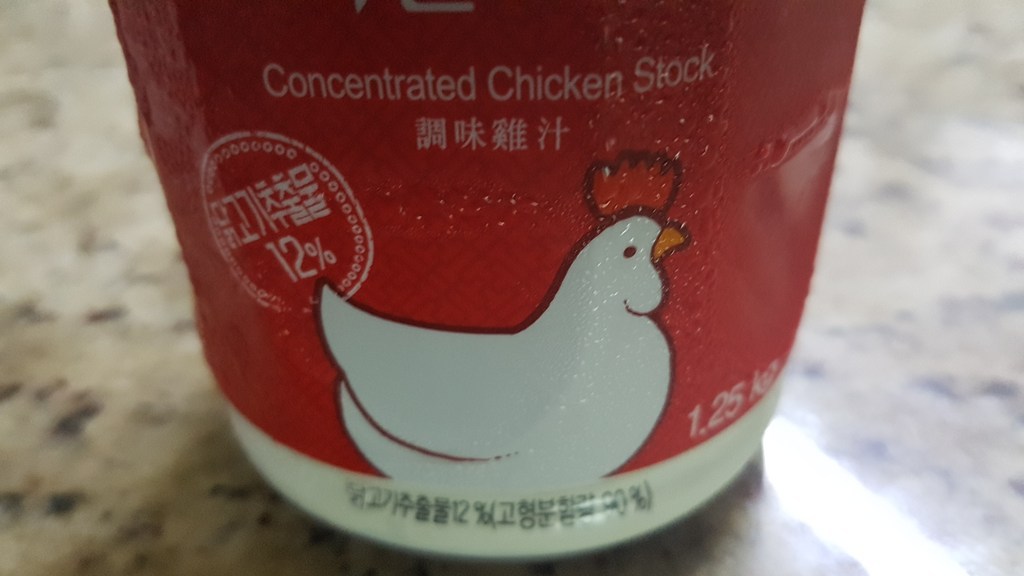 Concentrated Chicken Stock
調味雞汁
닭고기추출물
12%
1.25 kg
닭고기추출물12%(고형분함량 60%)